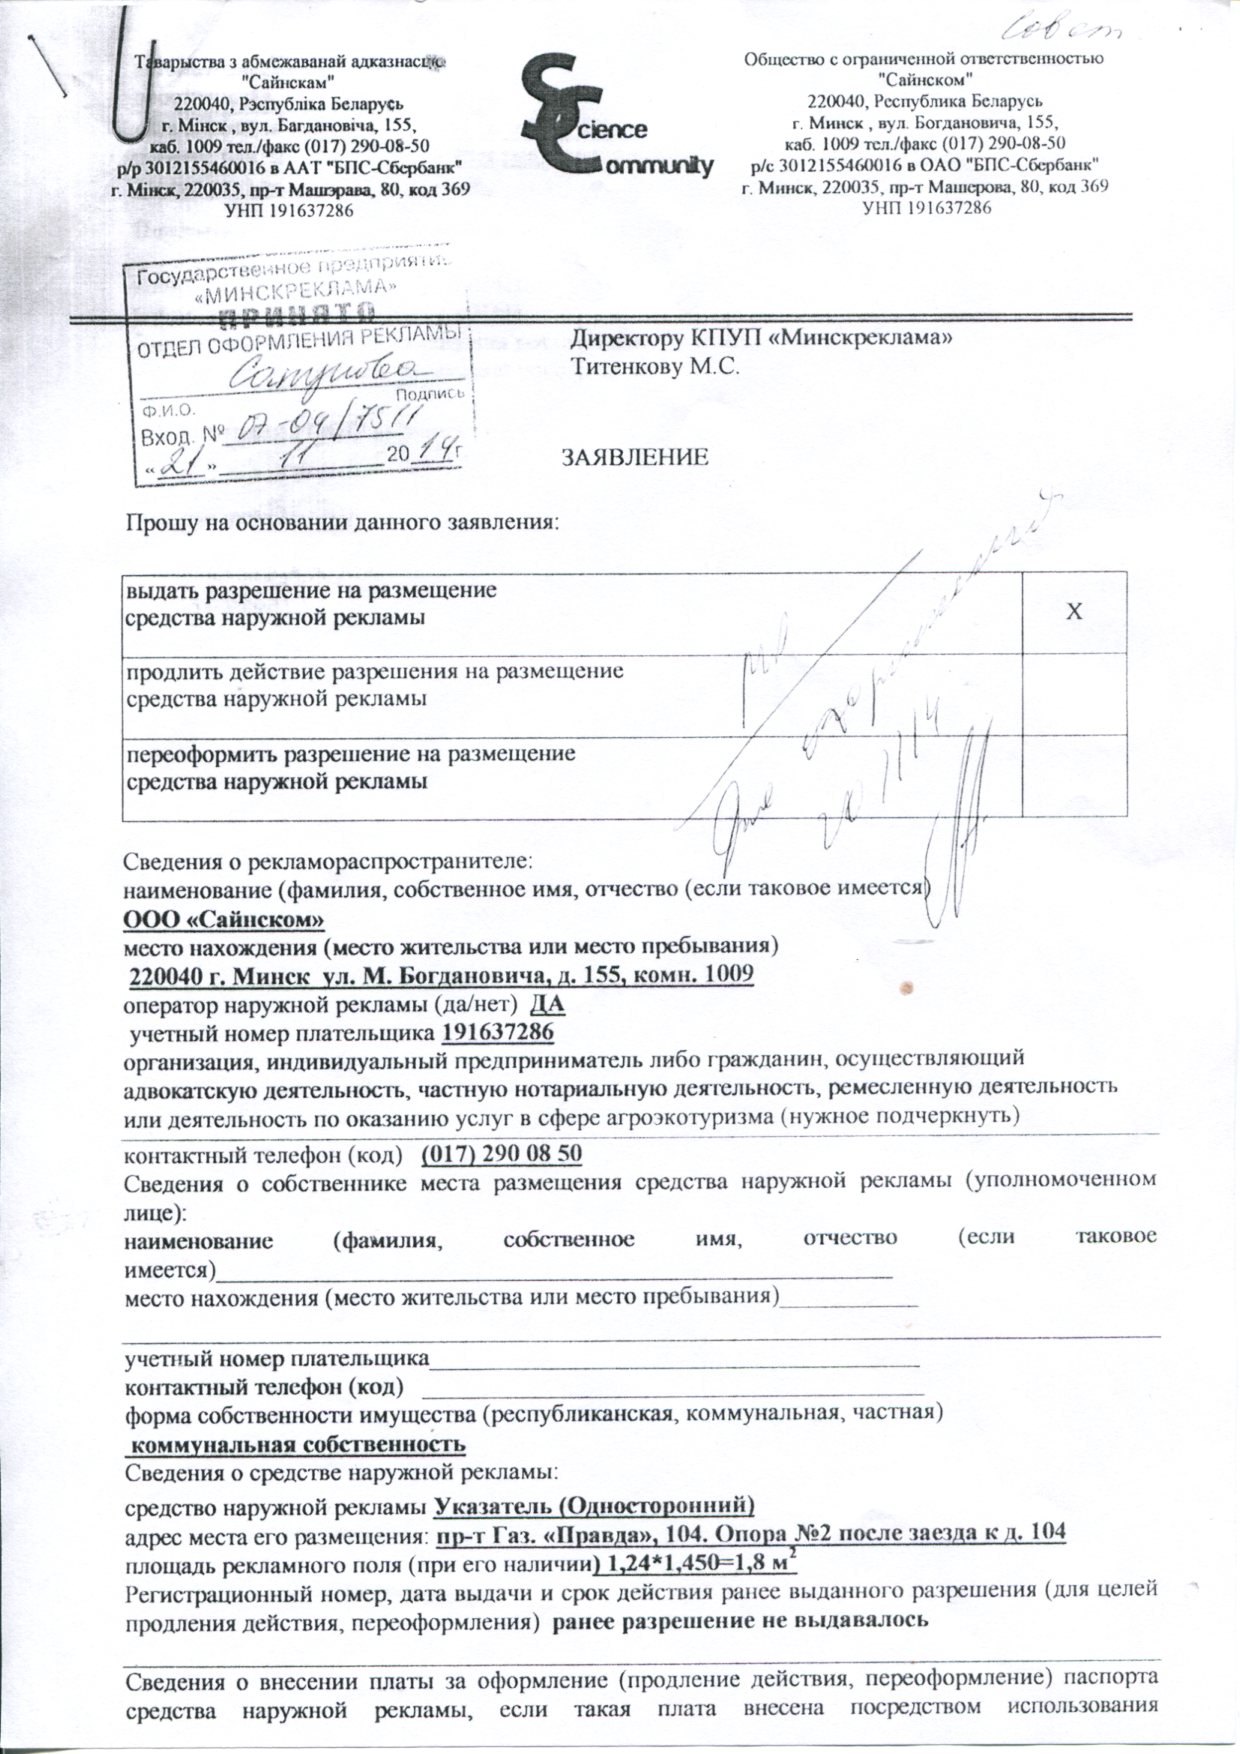 Совет
Таварыства з абмежаванай адказнасцю
"Сайнскам"
220040, Рэспубліка Беларусь
г. Мінск , вул. Багдановіча, 155,
каб. 1009 тел./факс (017) 290-08-50
р/р 3012155460016 в ААТ "БПС-Сбербанк"
г. Мінск, 220035, пр-т Машэрава, 80, код 369
УНП 191637286
Science
Community
Общество с ограниченной ответственностью
"Сайнском"
220040, Республика Беларусь
г. Минск , вул. Богдановича, 155,
каб. 1009 тел./факс (017) 290-08-50
р/с 3012155460016 в ОАО "БПС-Сбербанк"
г. Минск, 220035, пр-т Машерова, 80, код 369
УНП 191637286
Государственное предприятие
«МИНСКРЕКЛАМА»
ПРИНЯТО
ОТДЕЛ ОФОРМЛЕНИЯ РЕКЛАМЫ
Подпись
Ф.И.О.
Вход. № 07-04/7511
«21» 11 2014г
Директору КПУП «Минскреклама»
Титенкову М.С.
ЗАЯВЛЕНИЕ
Прошу на основании данного заявления:
выдать разрешение на размещение
средства наружной рекламы
X
продлить действие разрешения на размещение
средства наружной рекламы
переоформить разрешение на размещение
средства наружной рекламы
Сведения о рекламораспространителе:
наименование (фамилия, собственное имя, отчество (если таковое имеется)
ООО «Сайнском»
место нахождения (место жительства или место пребывания)
220040 г. Минск ул. М. Богдановича, д. 155, комн. 1009
оператор наружной рекламы (да/нет) ДА
учетный номер плательщика 191637286
организация, индивидуальный предприниматель либо гражданин, осуществляющий
адвокатскую деятельность, частную нотариальную деятельность, ремесленную деятельность
или деятельность по оказанию услуг в сфере агроэкотуризма (нужное подчеркнуть)
контактный телефон (код) (017) 290 08 50
Сведения о собственнике места размещения средства наружной рекламы (уполномоченном
лице):
наименование (фамилия, собственное имя, отчество (если таковое
имеется)
место нахождения (место жительства или место пребывания)
учетный номер плательщика
контактный телефон (код)
форма собственности имущества (республиканская, коммунальная, частная)
коммунальная собственность
Сведения о средстве наружной рекламы:
средство наружной рекламы Указатель (Односторонний)
адрес места его размещения: пр-т Газ. «Правда», 104. Опора №2 после заезда к д. 104
площадь рекламного поля (при его наличии) 1,24*1,450=1,8 м²
Регистрационный номер, дата выдачи и срок действия ранее выданного разрешения (для целей
продления действия, переоформления) ранее разрешение не выдавалось
Сведения о внесении платы за оформление (продление действия, переоформление) паспорта
средства наружной рекламы, если такая плата внесена посредством использования